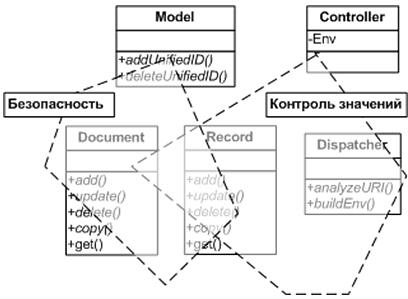 Model
+addUnifiedID()
+deleteUnifiedID()
Controller
-Env
Безопасность
Контроль значений
Document
+add()
+update()
+delete()
+copy()
+get()
Record
+add()
+update()
+delete()
+copy()
+get()
Dispatcher
+analyzeURI()
+buildEnv()